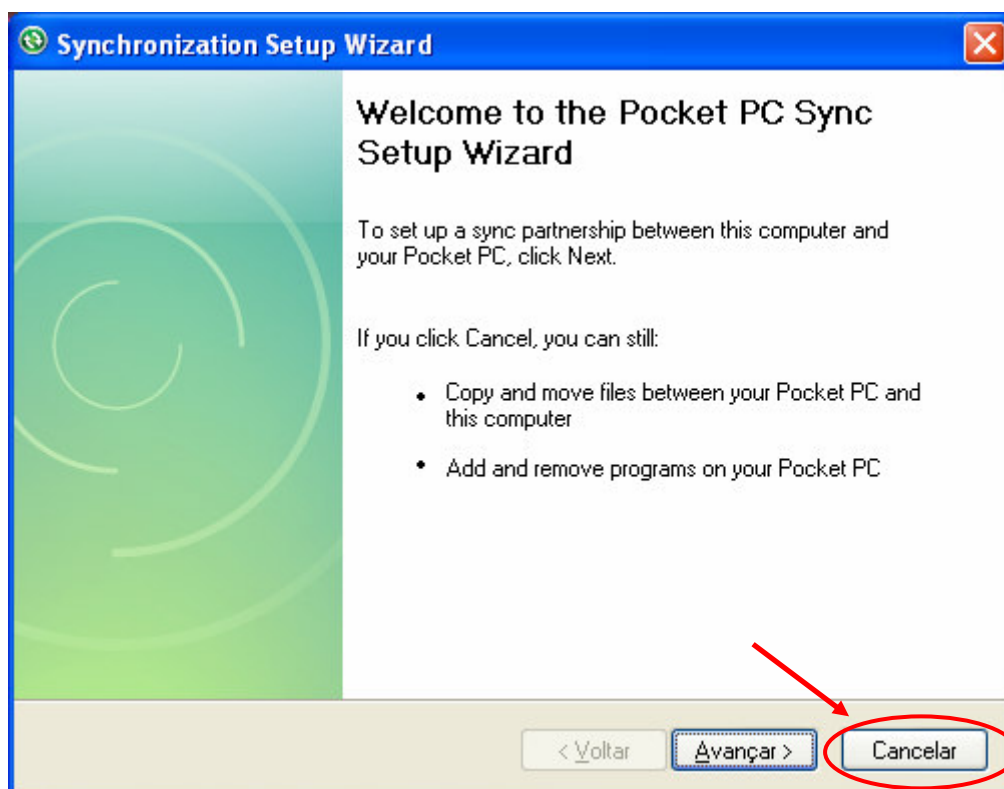 Synchronization Setup Wizard
Welcome to the Pocket PC Sync
Setup Wizard
To set up a sync partnership between this computer and
your Pocket PC, click Next.
If you click Cancel, you can still:
• Copy and move files between your Pocket PC and
this computer
• Add and remove programs on your Pocket PC
< Voltar
Avançar >
Cancelar